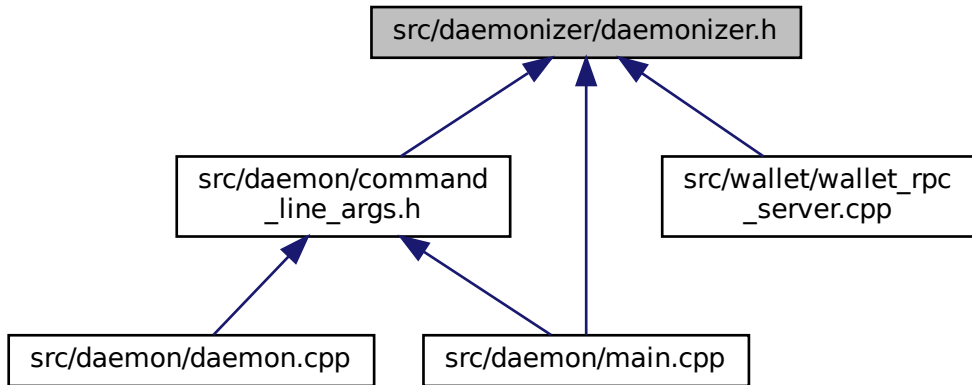 src/daemonizer/daemonizer.h
src/daemon/command
_line_args.h
src/wallet/wallet_rpc
_server.cpp
src/daemon/daemon.cpp
src/daemon/main.cpp